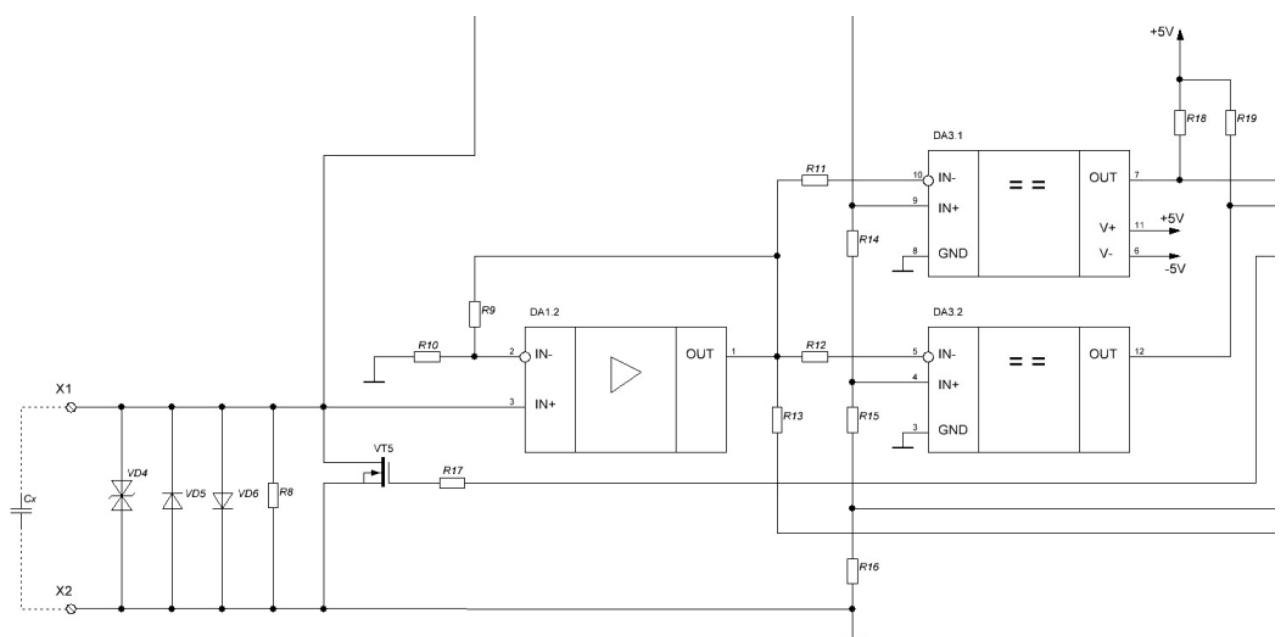 +5V
R18
R19
DA3.1
R11
10
IN-
= =
OUT
7
9
IN+
+5V
V+
11
R14
8
GND
V-
6
-5V
R9
DA1.2
DA3.2
R10
2
IN-
OUT
1
R12
5
IN-
= =
OUT
12
4
IN+
X1
3
IN+
R13
R15
3
GND
VT5
R17
VD4
VD5
VD6
R8
Cx
X2
R16